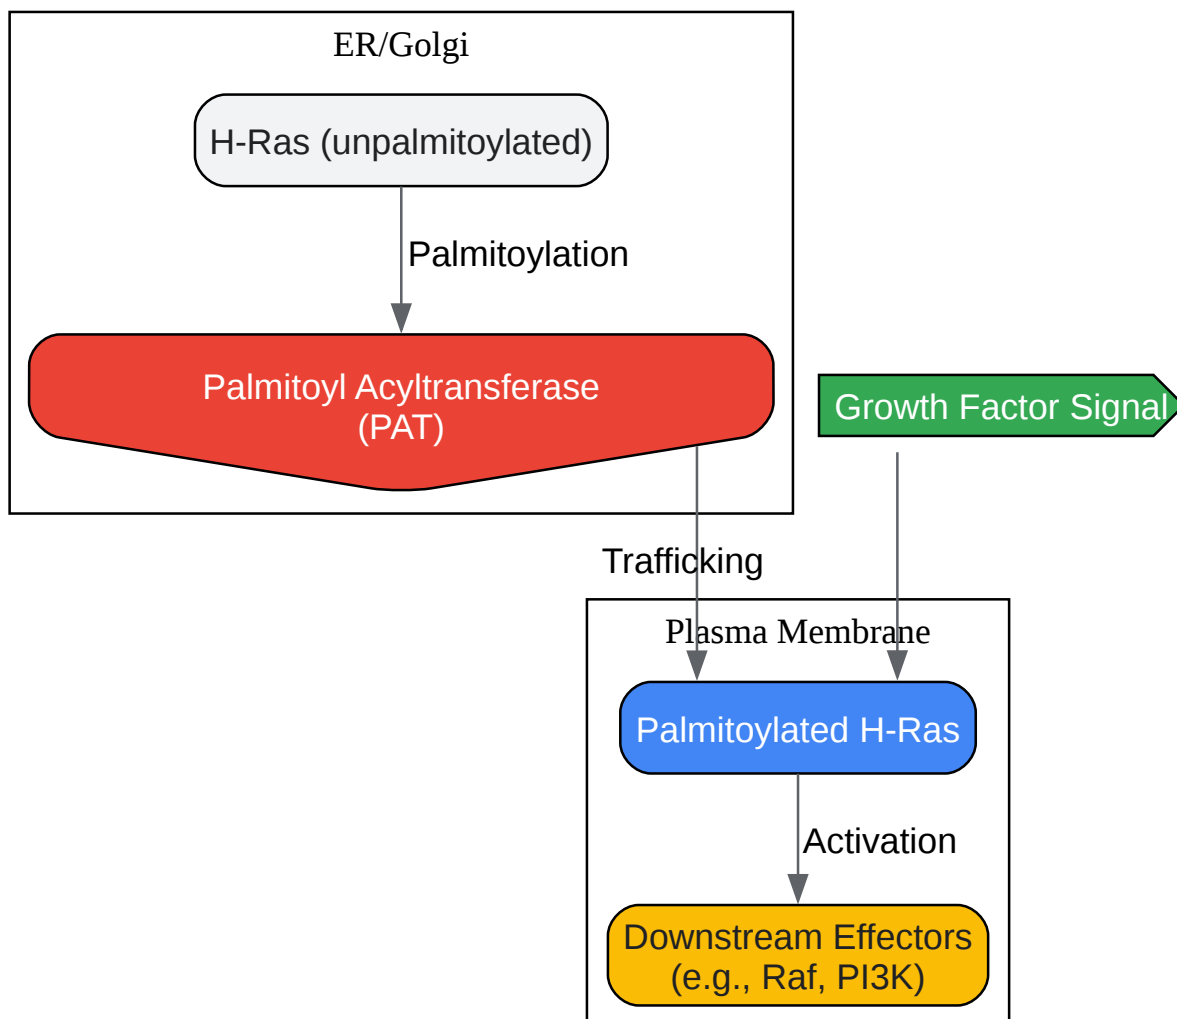 ER/Golgi
H-Ras (unpalmitoylated)
Palmitoylation
Palmitoyl Acyltransferase
(PAT)
Growth Factor Signal
Trafficking
Plasma Membrane
Palmitoylated H-Ras
Activation
Downstream Effectors
(e.g., Raf, PI3K)